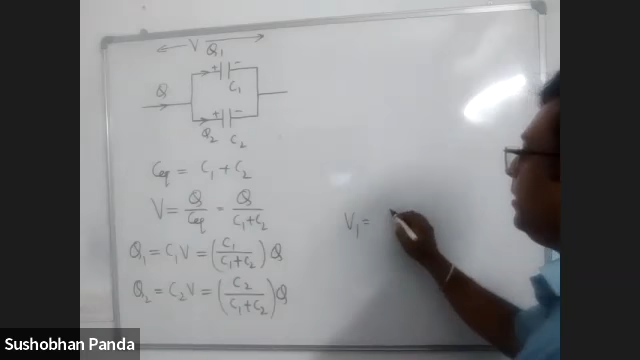 ← V →
Q₁
+ -
C₁
Q
+ -
Q₂ C₂
Ceq = C₁ + C₂
V = Q/Ceq = Q/(C₁+C₂)
Q₁ = C₁V = (C₁/(C₁+C₂)) Q
Q₂ = C₂V = (C₂/(C₁+C₂)) Q
V₁ =
Sushobhan Panda